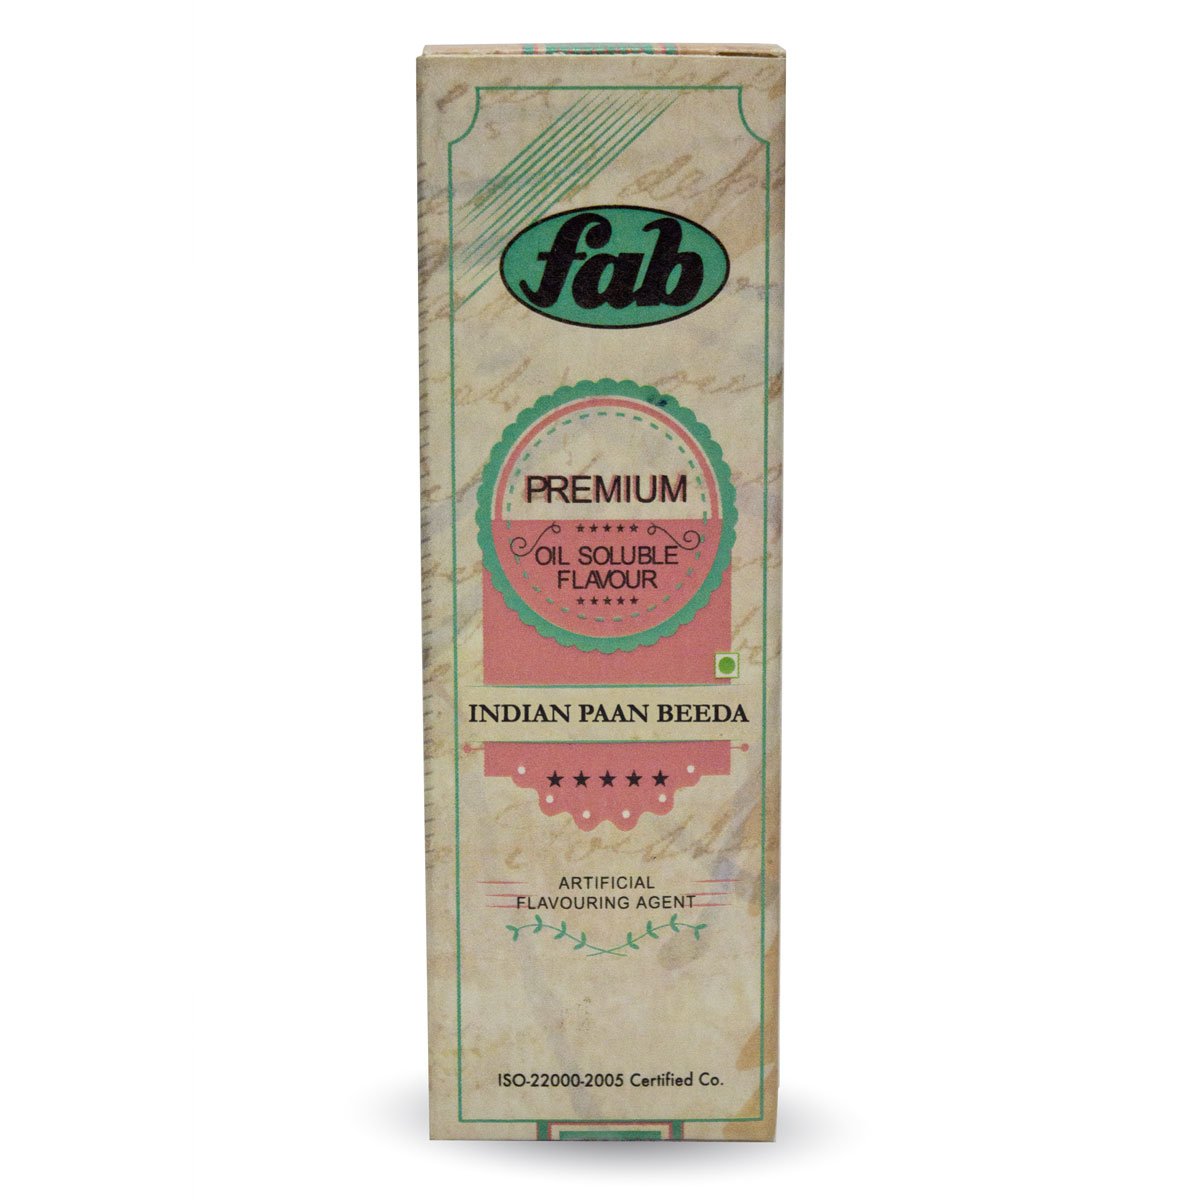 fab
PREMIUM
OIL SOLUBLE
FLAVOUR
INDIAN PAAN BEEDA
ARTIFICIAL
FLAVOURING AGENT
ISO-22000-2005 Certified Co.